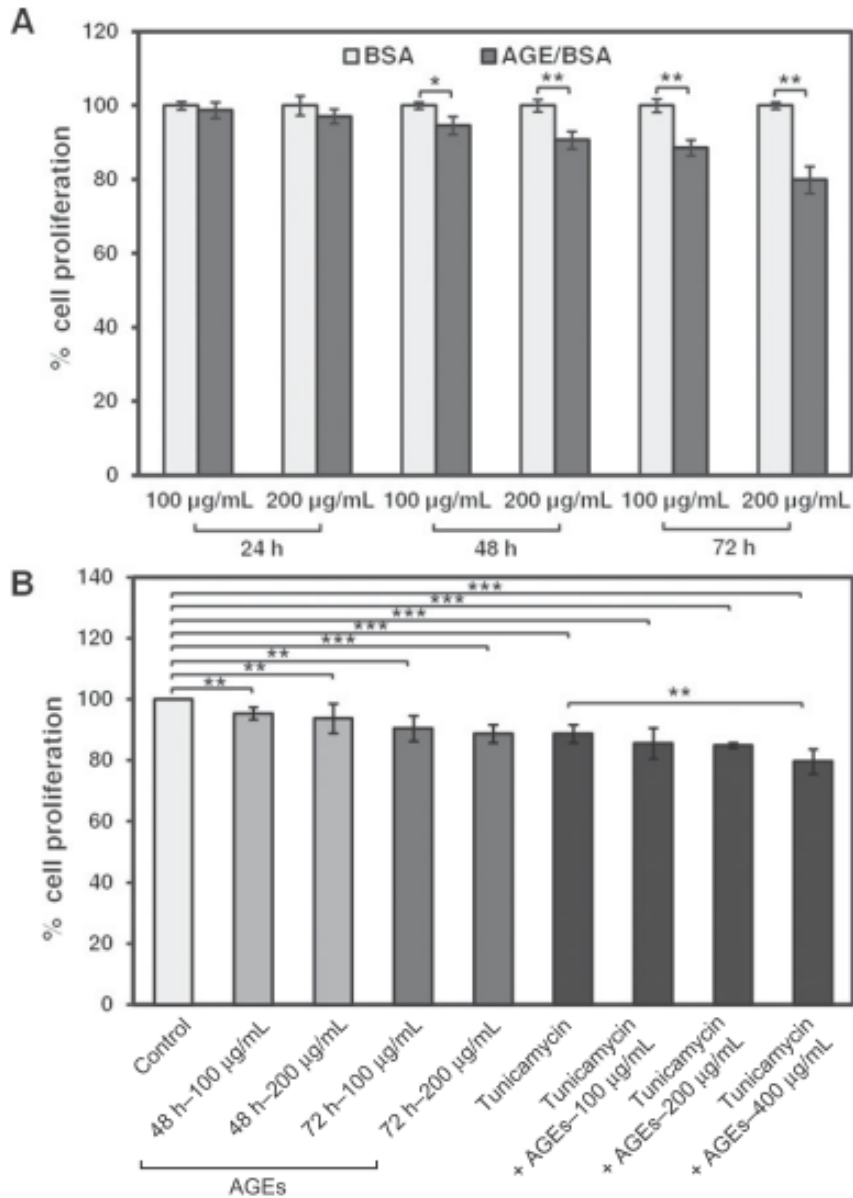 A
120
100
80
60
40
20
0
% cell proliferation
BSA
AGE/BSA
*
**
**
**
100 µg/mL 200 µg/mL 100 µg/mL 200 µg/mL 100 µg/mL 200 µg/mL
24 h 48 h 72 h
B
140
120
100
80
60
40
20
0
% cell proliferation
***
***
***
***
***
**
**
**
**
Control
48 h–100 µg/mL
48 h–200 µg/mL
72 h–100 µg/mL
72 h–200 µg/mL
Tunicamycin
Tunicamycin
+ AGEs–100 µg/mL
Tunicamycin
+ AGEs–200 µg/mL
Tunicamycin
+ AGEs–400 µg/mL
AGEs